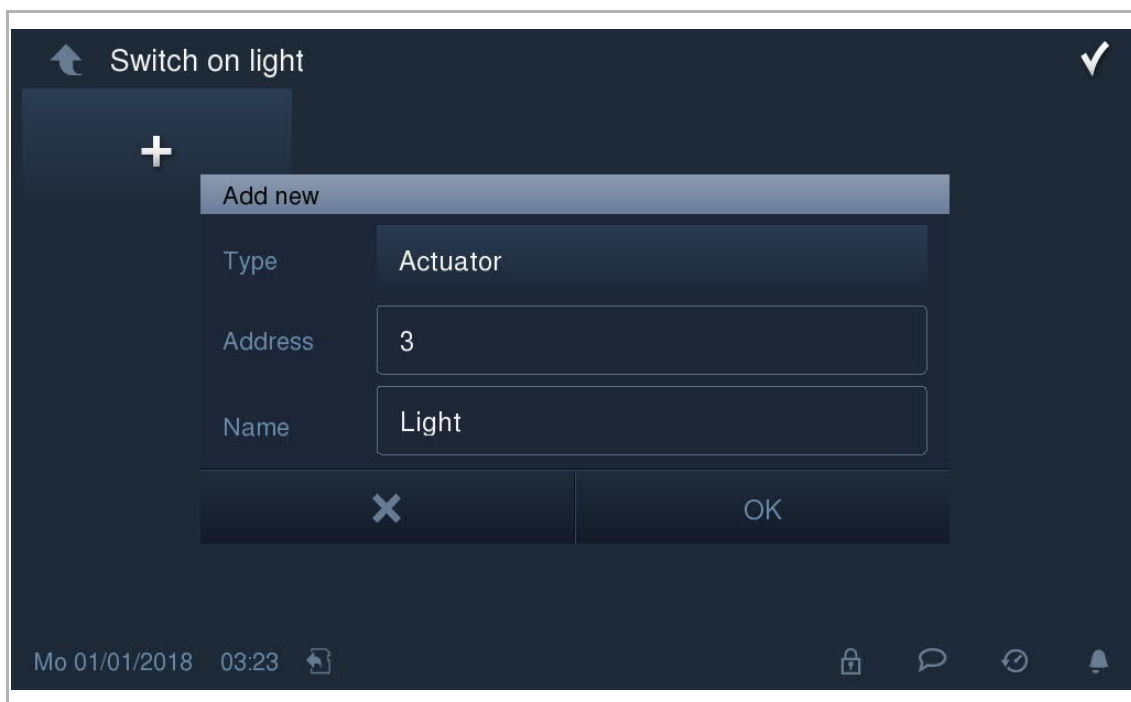 Switch on light
Add new
Type Actuator
Address 3
Name Light
OK
Mo 01/01/2018 03:23